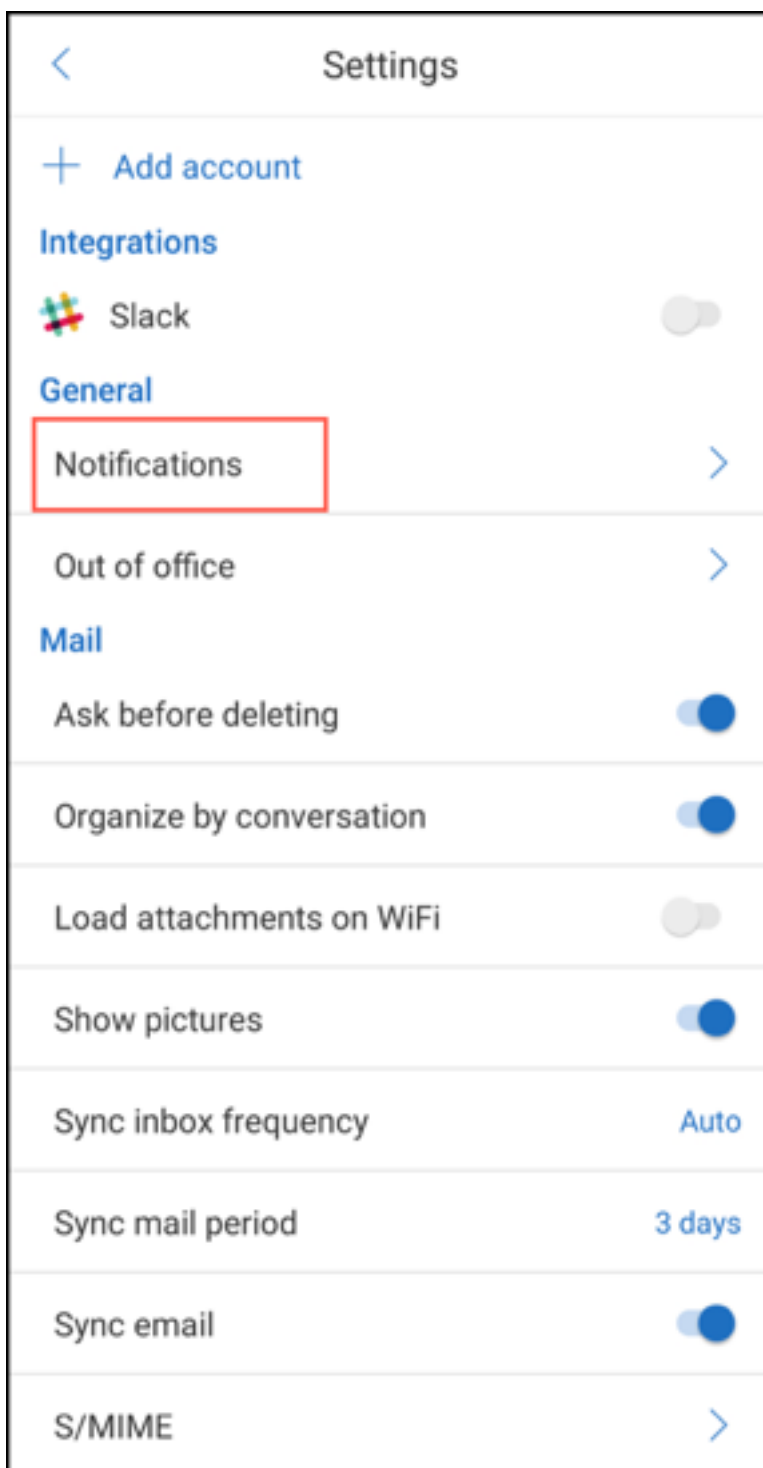 Settings
Add account
Integrations
Slack
General
Notifications
Out of office
Mail
Ask before deleting
Organize by conversation
Load attachments on WiFi
Show pictures
Sync inbox frequency Auto
Sync mail period 3 days
Sync email
S/MIME